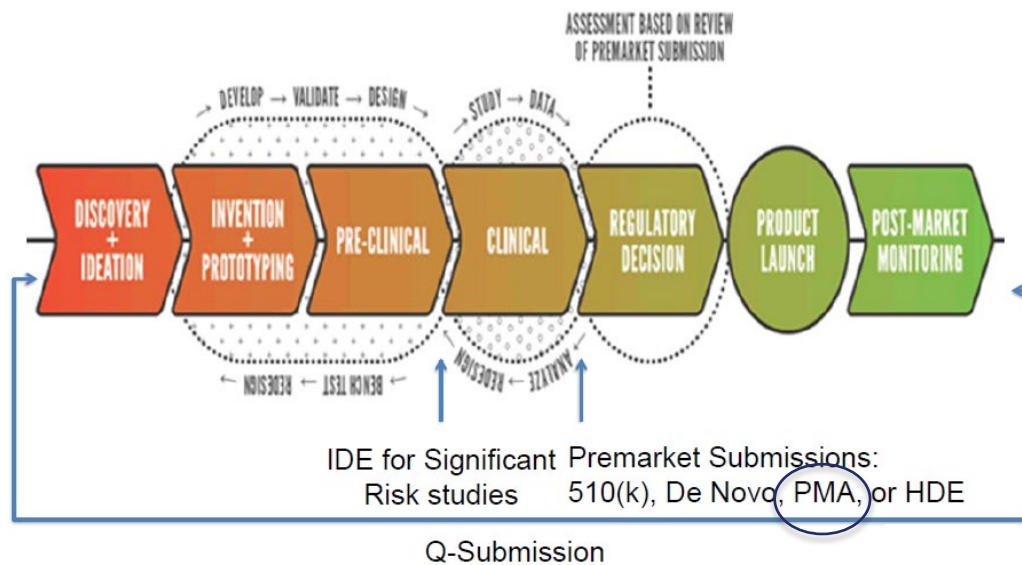 ASSESSMENT BASED ON REVIEW
OF PREMARKET SUBMISSION
→ DEVELOP → VALIDATE → DESIGN →
→ STUDY → DATA →
DISCOVERY
+
IDEATION
INVENTION
+
PROTOTYPING
PRE-CLINICAL
CLINICAL
REGULATORY
DECISION
PRODUCT
LAUNCH
POST-MARKET
MONITORING
← REDESIGN ← BENCH TEST ←
← REDESIGN ← ANALYZE ←
IDE for Significant
Risk studies
Premarket Submissions:
510(k), De Novo, PMA, or HDE
Q-Submission